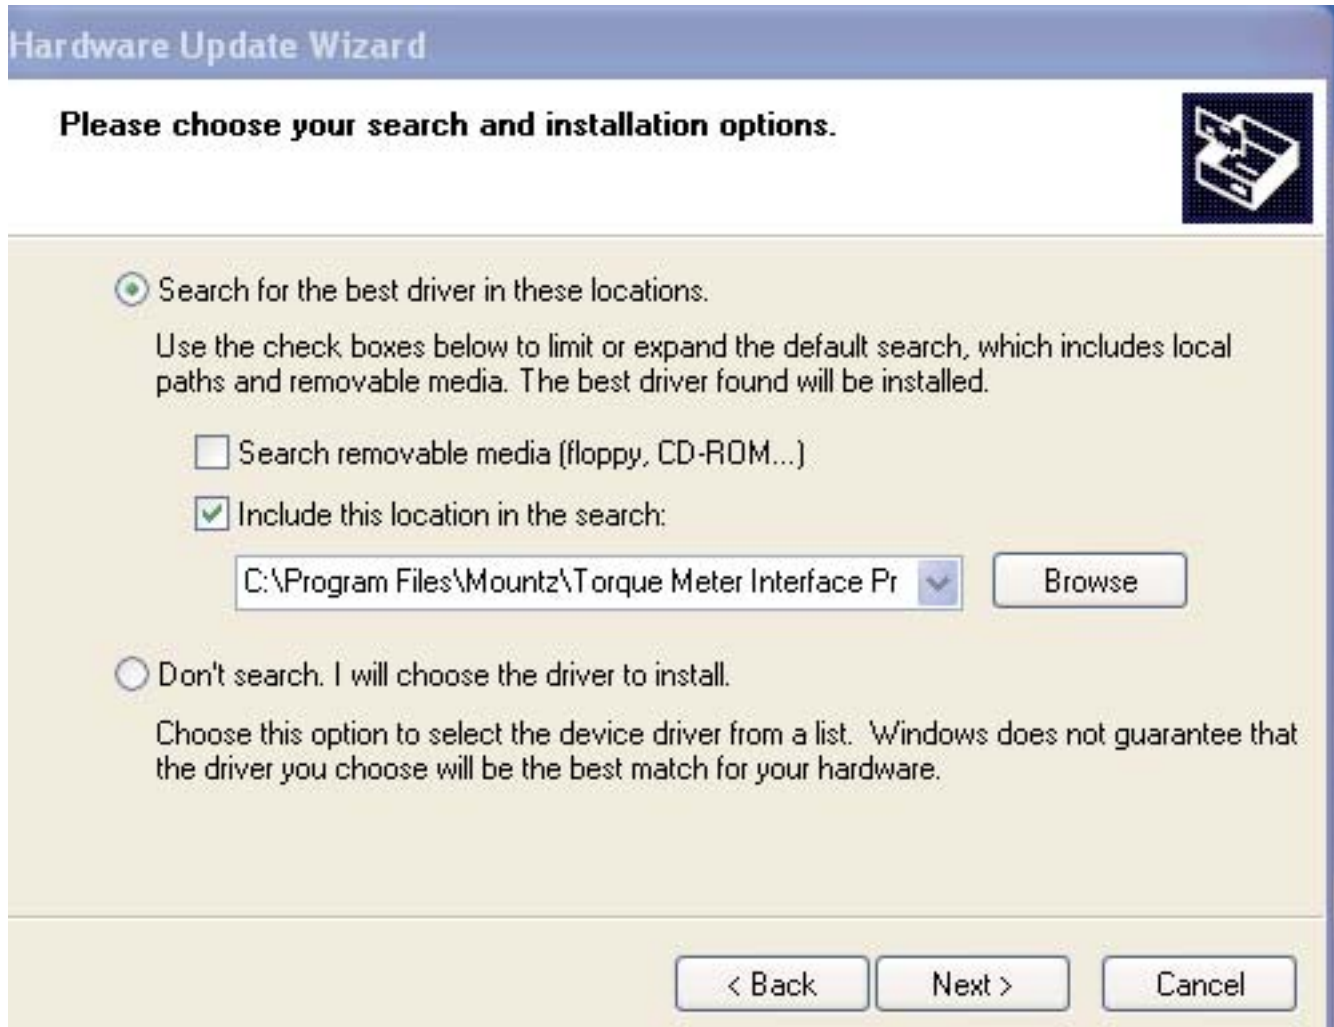 Hardware Update Wizard
Please choose your search and installation options.
Search for the best driver in these locations.
Use the check boxes below to limit or expand the default search, which includes local
paths and removable media. The best driver found will be installed.
Search removable media (floppy, CD-ROM...)
Include this location in the search:
C:\Program Files\Mountz\Torque Meter Interface Pr
Browse
Don't search. I will choose the driver to install.
Choose this option to select the device driver from a list.  Windows does not guarantee that
the driver you choose will be the best match for your hardware.
< Back
Next >
Cancel